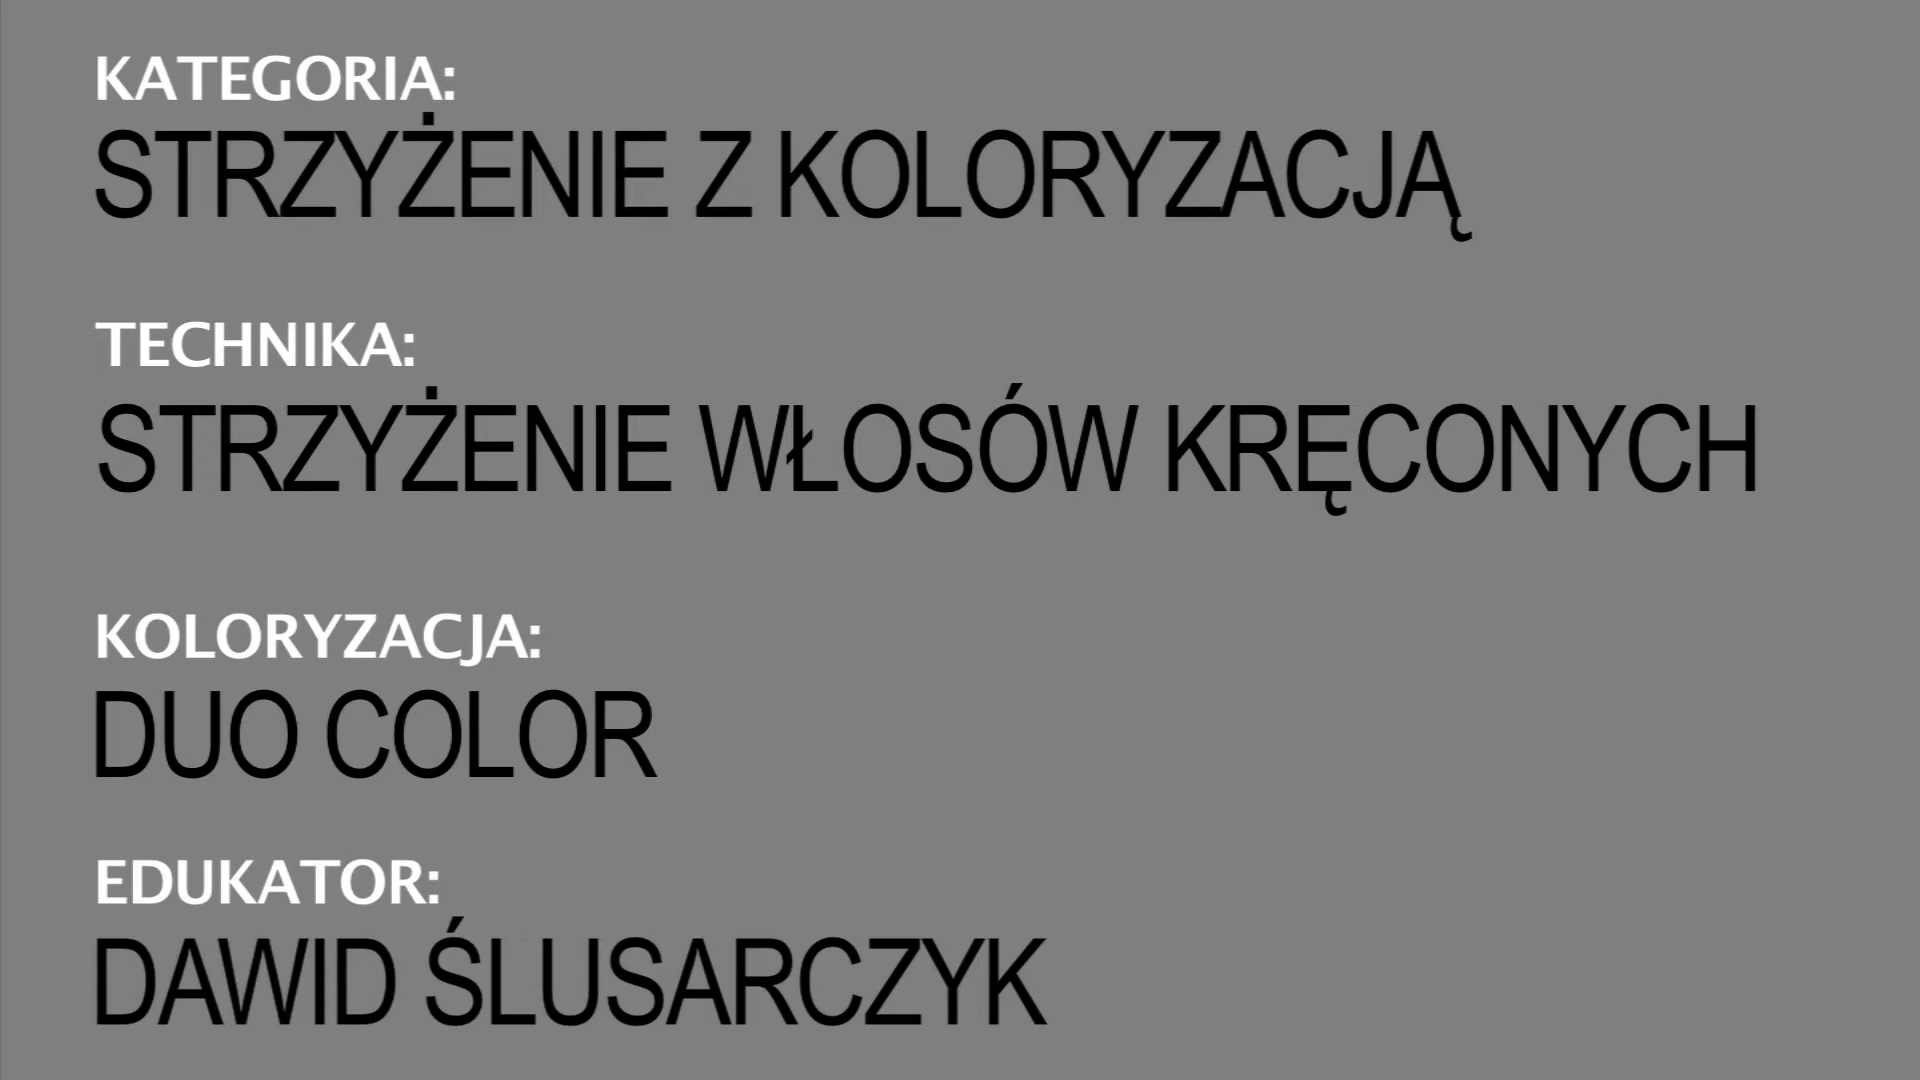 KATEGORIA:
STRZYŻENIE Z KOLORYZACJĄ
TECHNIKA:
STRZYŻENIE WŁOSÓW KRĘCONYCH
KOLORYZACJA:
DUO COLOR
EDUKATOR:
DAWID ŚLUSARCZYK